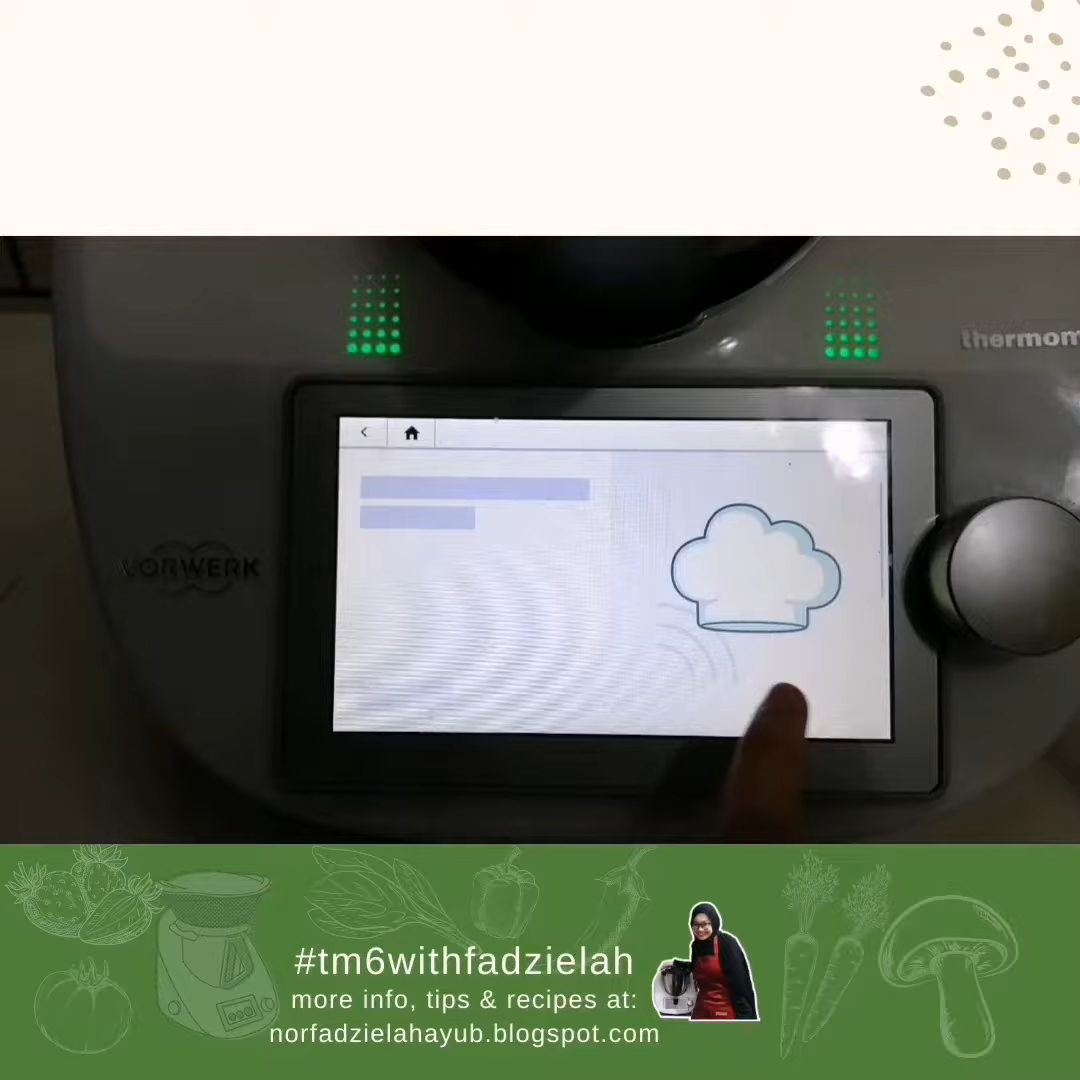 thermom
VORWERK
#tm6withfadzielah
more info, tips & recipes at:
norfadzielahayub.blogspot.com